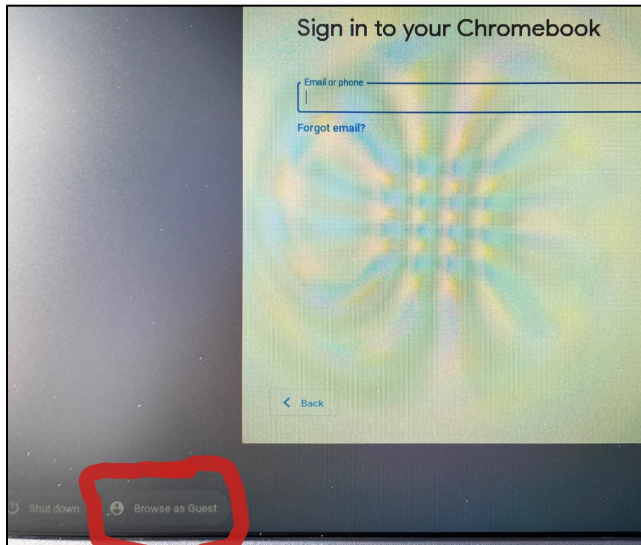 Sign in to your Chromebook
Email or phone
Forgot email?
Back
Shut down
Browse as Guest